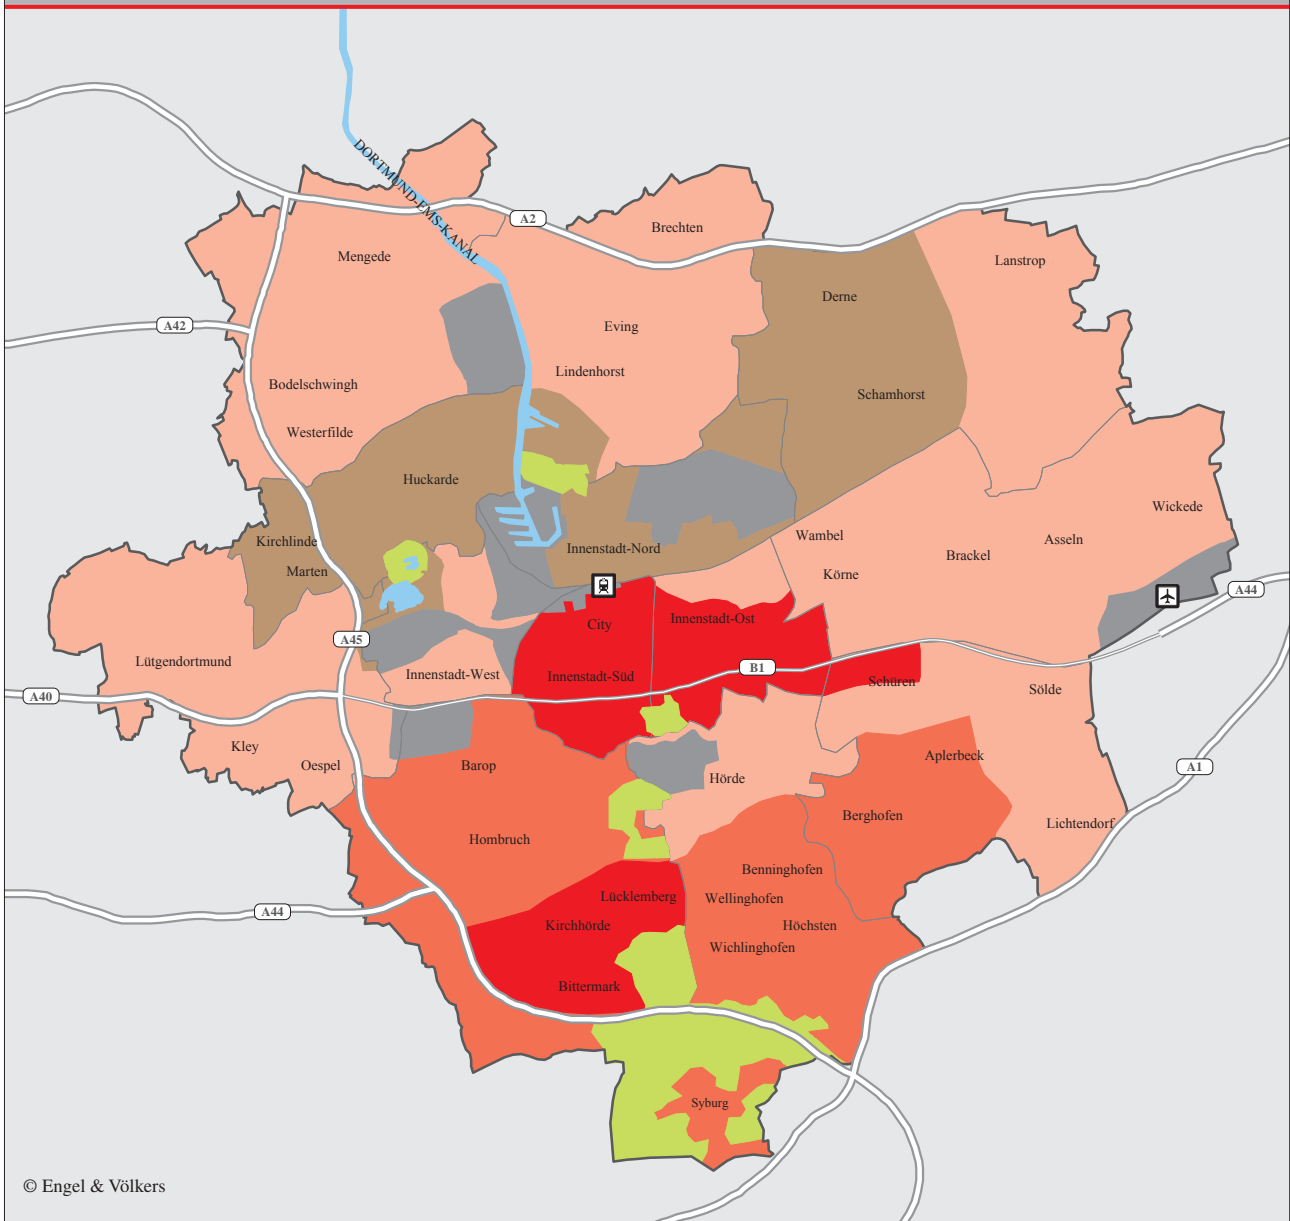 DORTMUND-EMS-KANAL
A2
Brechten
Mengede
Lanstrop
Derne
A42
Eving
Lindenhorst
Bodelschwingh
Schamhorst
Westerfilde
Huckarde
Wickede
Kirchlinde
Innenstadt-Nord
Wambel
Asseln
Brackel
Marten
Körne
A44
City
Innenstadt-Ost
A45
Lütgendortmund
B1
Innenstadt-West
Innenstadt-Süd
Schüren
Sölde
A40
Kley
Oespel
Barop
Hörde
Aplerbeck
A1
Berghofen
Lichtendorf
Hombruch
Benninghofen
Lücklemberg
Wellinghofen
A44
Kirchhörde
Höchsten
Wichlinghofen
Bittermark
Syburg
© Engel & Völkers